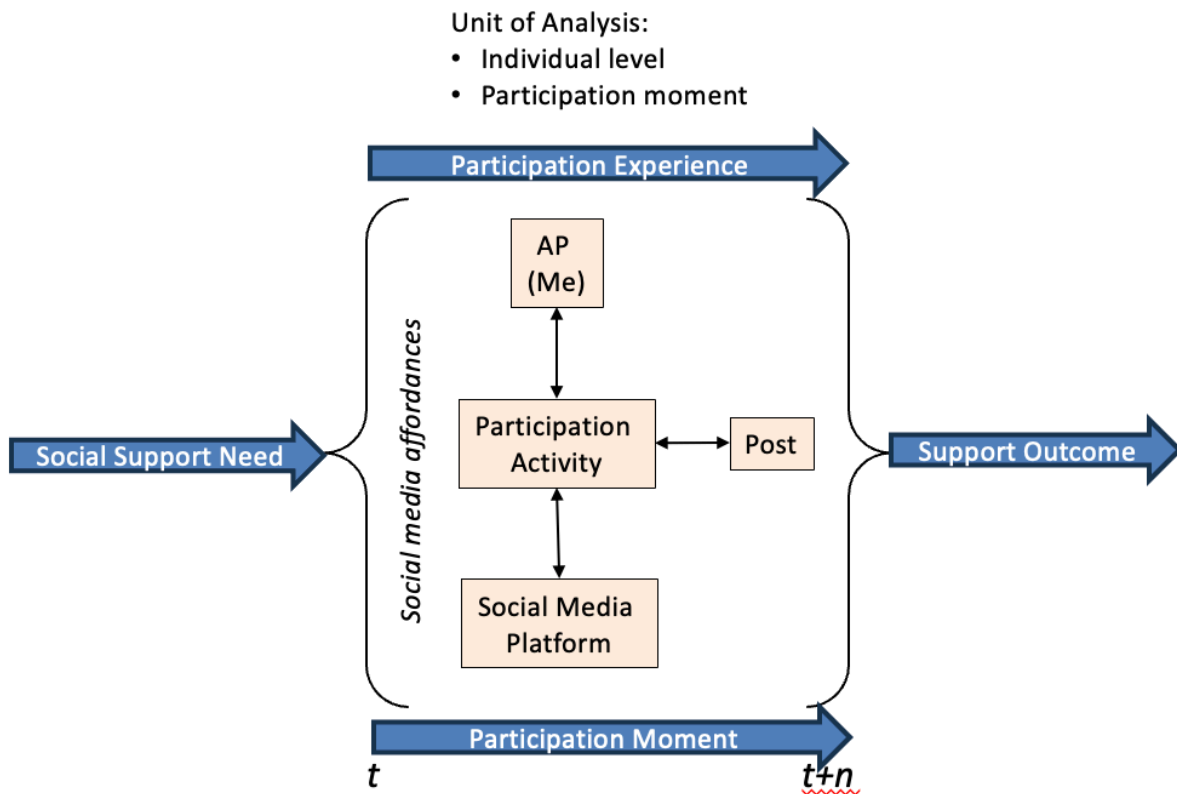 Unit of Analysis:
• Individual level
• Participation moment
Participation Experience
AP
(Me)
Social media affordances
Participation
Activity
Post
Social Support Need
Support Outcome
Social Media
Platform
Participation Moment
t
t+n